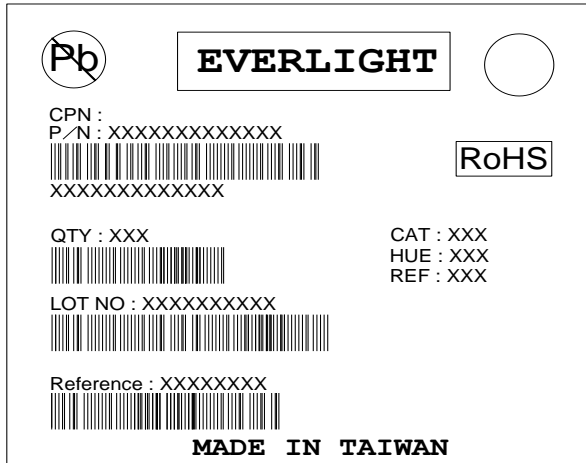 Pb
EVERLIGHT
CPN :
P/N : XXXXXXXXXXXXX
RoHS
XXXXXXXXXXXXX
QTY : XXX
CAT : XXX
HUE : XXX
REF : XXX
LOT NO : XXXXXXXXXX
Reference : XXXXXXXX
MADE IN TAIWAN